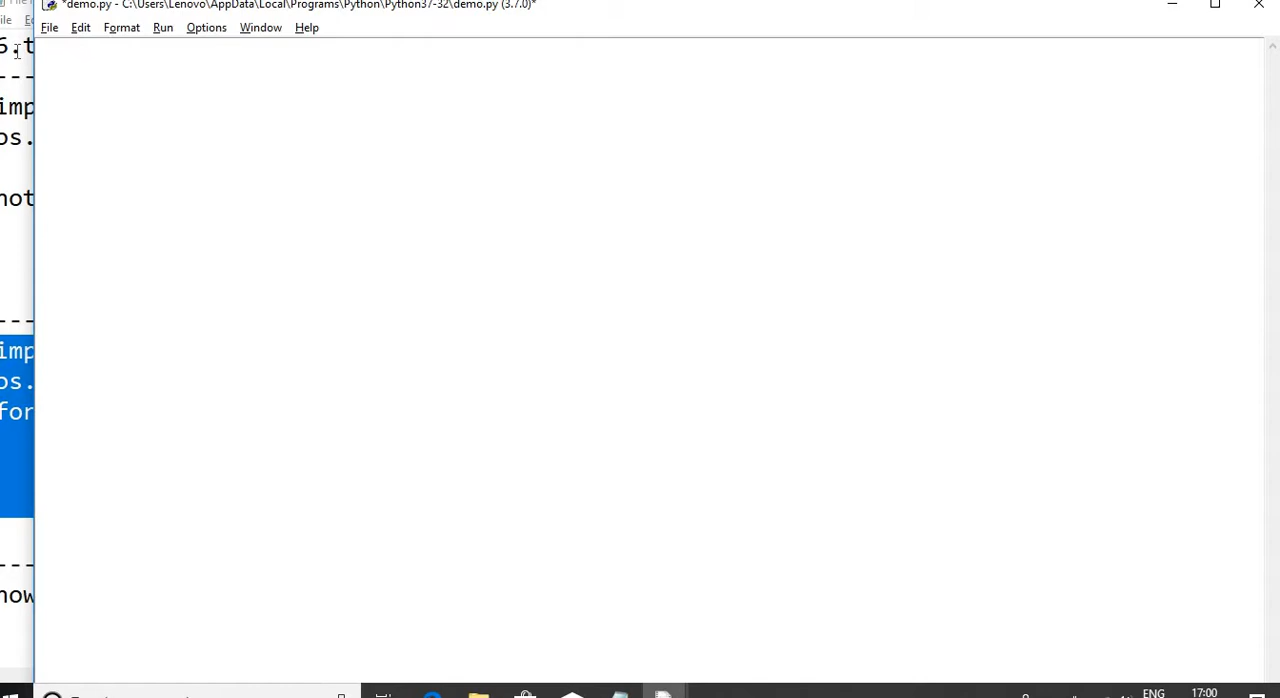 *demo.py - C:\Users\Lenovo\AppData\Local\Programs\Python\Python37-32\demo.py (3.7.0)*
File Edit Format Run Options Window Help
6.t
---
imp
os.
not
---
imp
os.
for
---
now
ENG
17:00